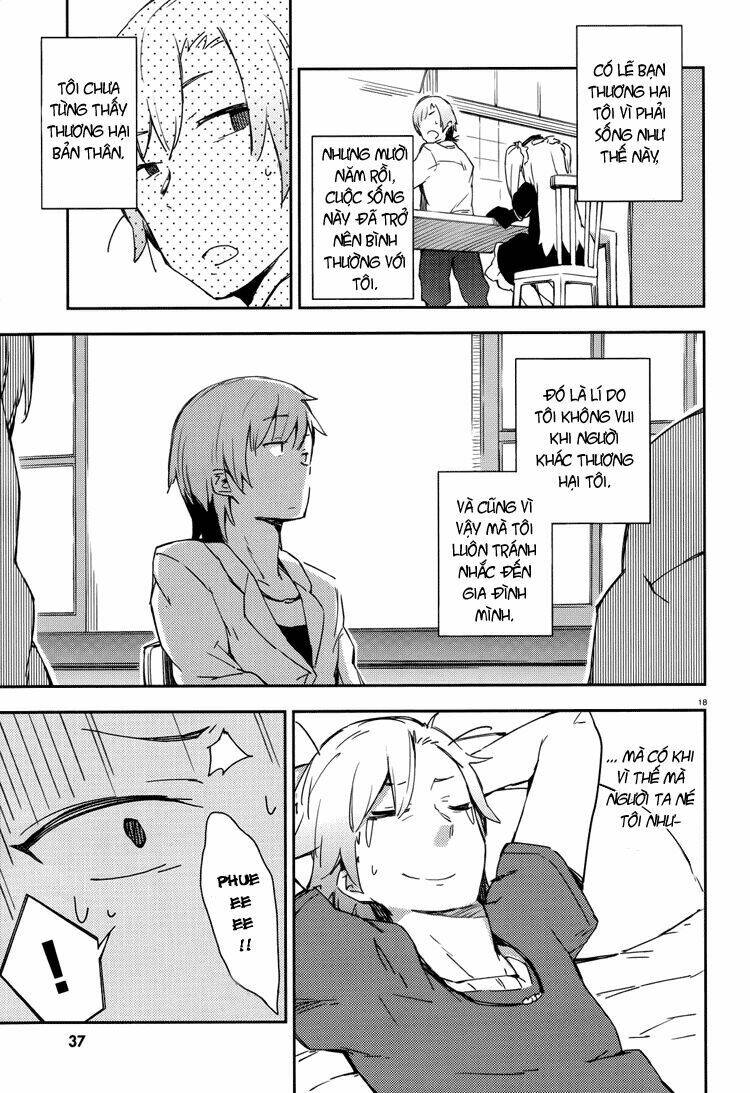 CÓ LẼ BẠN
THƯƠNG HẠI
TÔI VÌ PHẢI
SỐNG NHƯ
THẾ NÀY.
NHƯNG MƯỜI
NĂM RỒI,
CUỘC SỐNG
NÀY ĐÃ TRỞ
NÊN BÌNH
THƯỜNG VỚI
TÔI.
TÔI CHƯA
TỪNG THẤY
THƯƠNG HẠI
BẢN THÂN.
ĐÓ LÀ LÍ DO
TÔI KHÔNG VUI
KHI NGƯỜI
KHÁC THƯƠNG
HẠI TÔI.
VÀ CŨNG VÌ
VẬY MÀ TÔI
LUÔN TRÁNH
NHẮC ĐẾN
GIA ĐÌNH
MÌNH.
18
... MÀ CÓ KHI
VÌ THẾ MÀ
NGƯỜI TA NÉ
TÔI NHƯ-
PHUE
EE EE
EE
!!
!
37